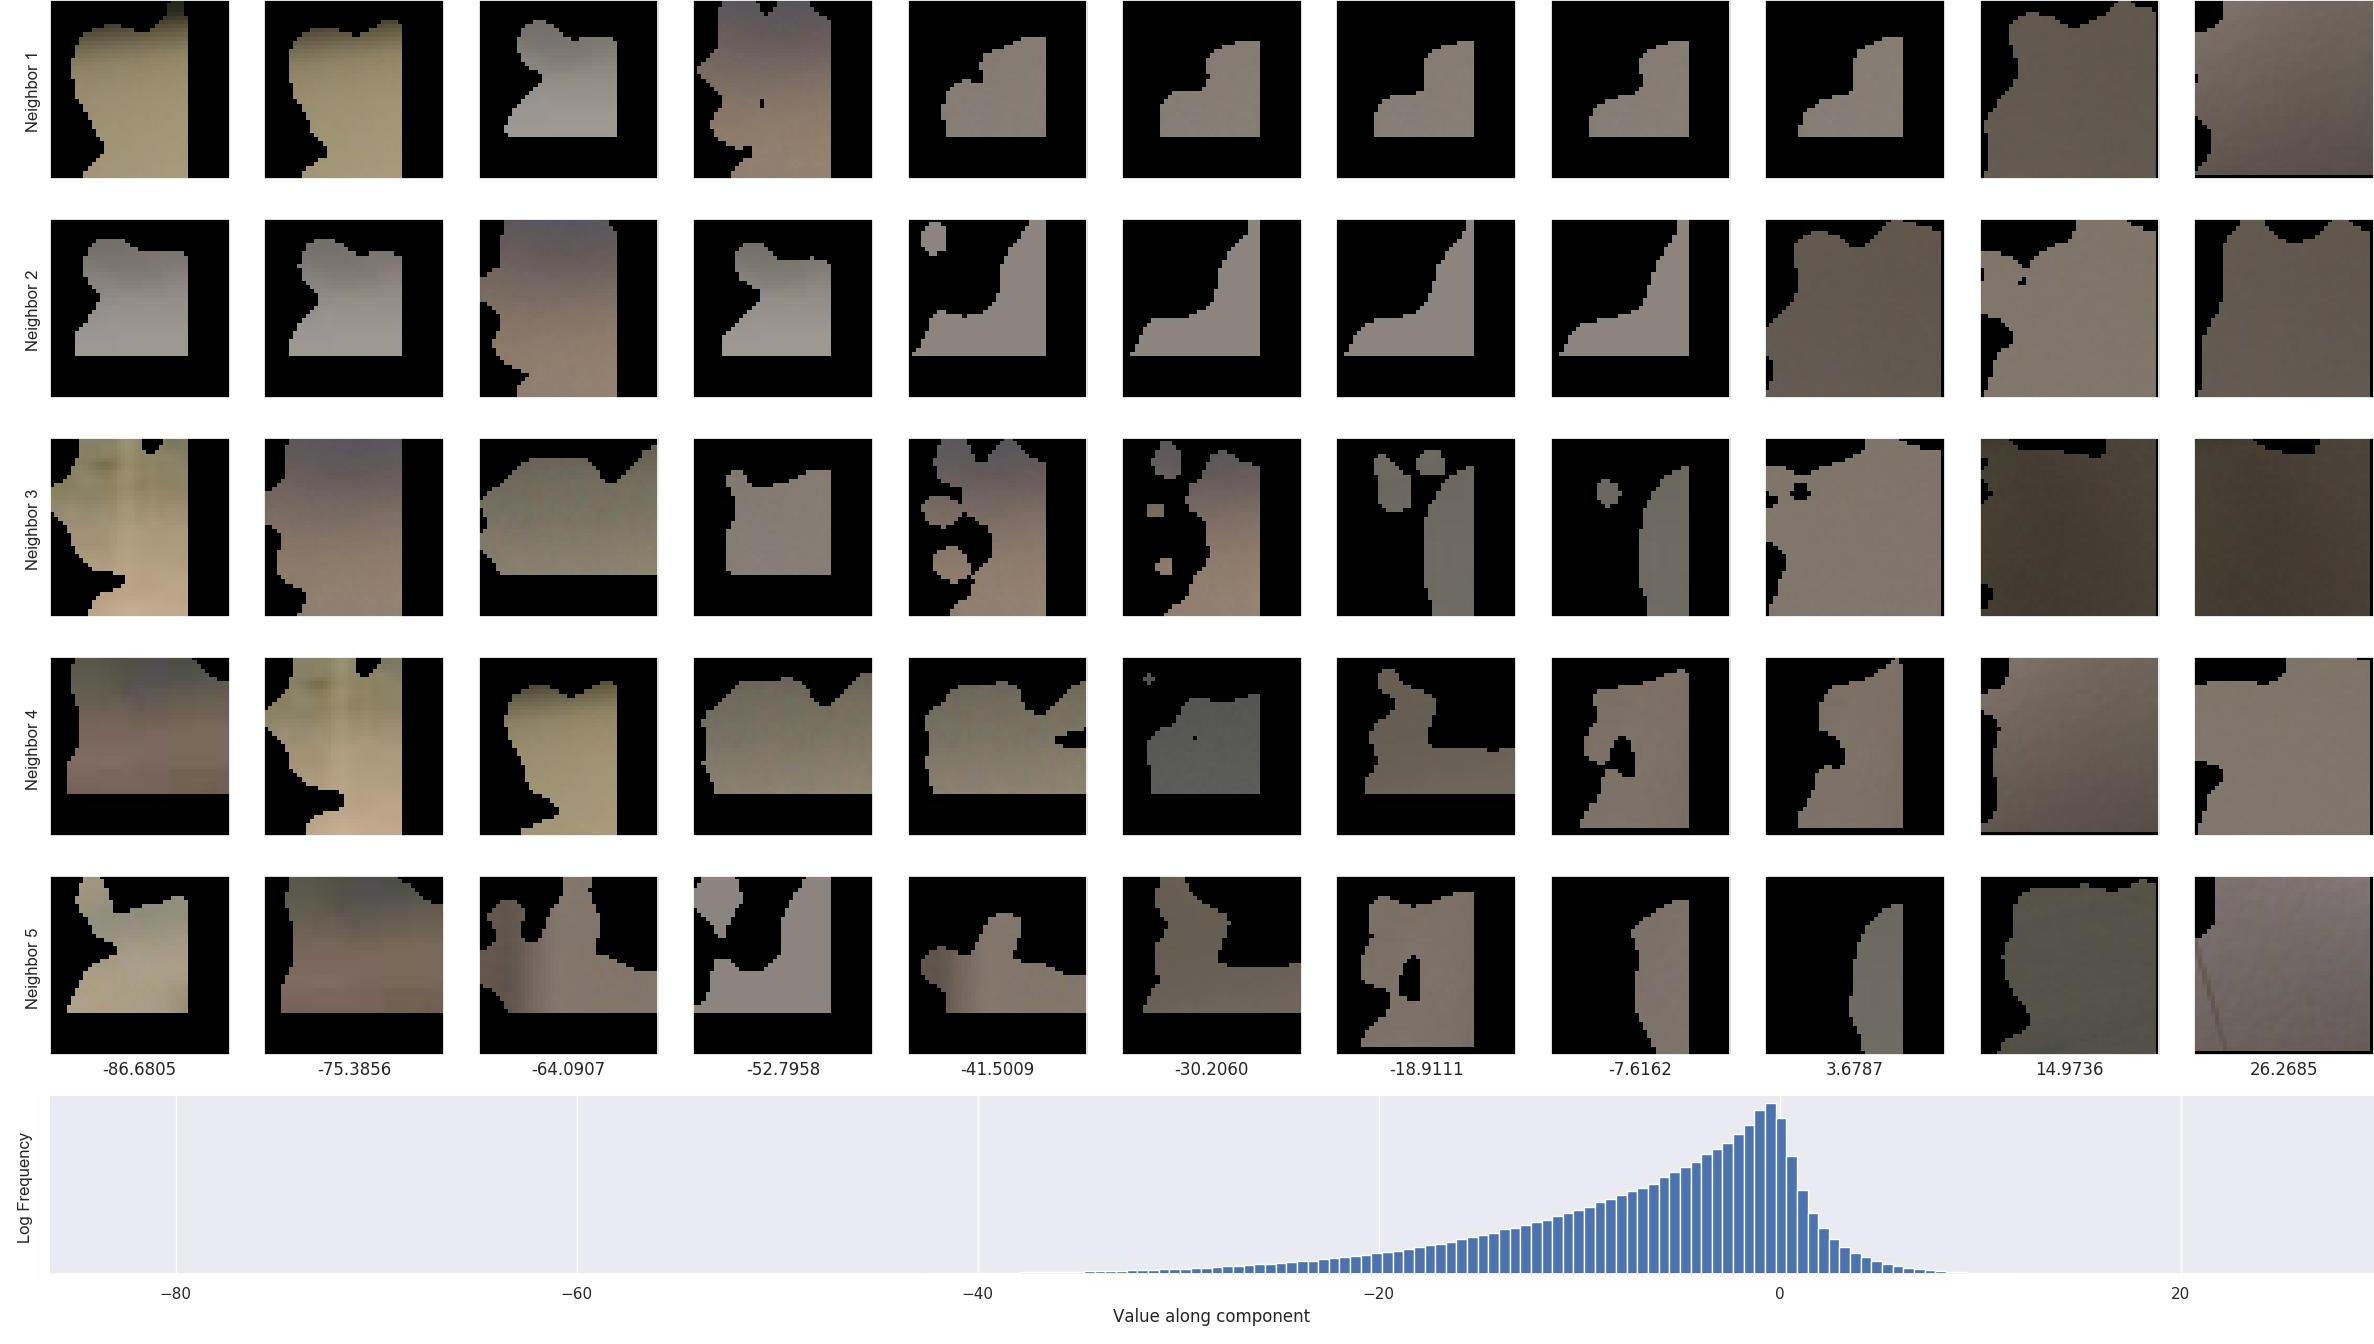 Neighbor 1
Neighbor 2
Neighbor 3
Neighbor 4
Neighbor 5
-86.6805 -75.3856 -64.0907 -52.7958 -41.5009 -30.2060 -18.9111 -7.6162 3.6787 14.9736 26.2685
Log Frequency
−80 −60 −40 −20 0 20
Value along component